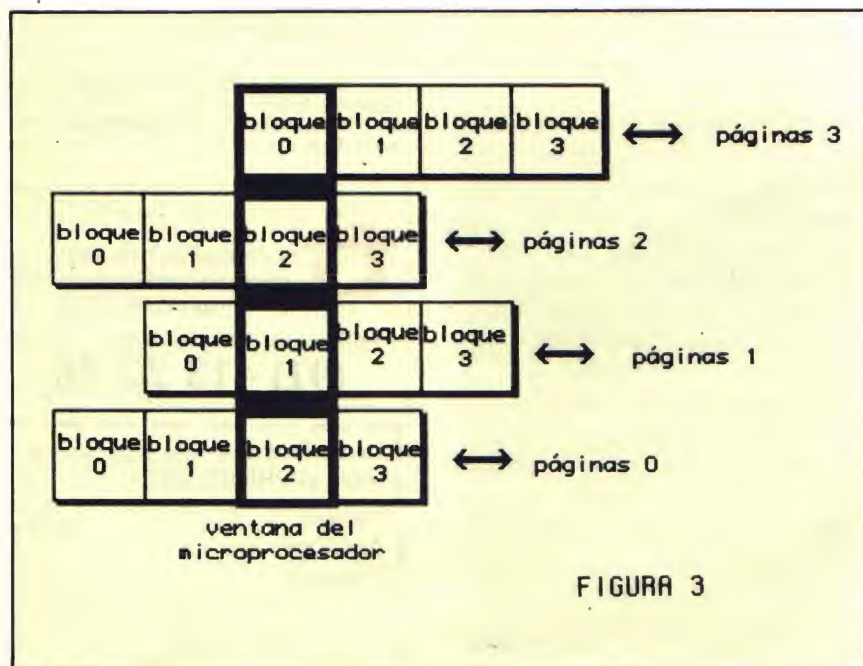 bloque 0 bloque 1 bloque 2 bloque 3 páginas 3
bloque 0 bloque 1 bloque 2 bloque 3 páginas 2
bloque 0 bloque 1 bloque 2 bloque 3 páginas 1
bloque 0 bloque 1 bloque 2 bloque 3 páginas 0
ventana del
microprocesador
FIGURA 3